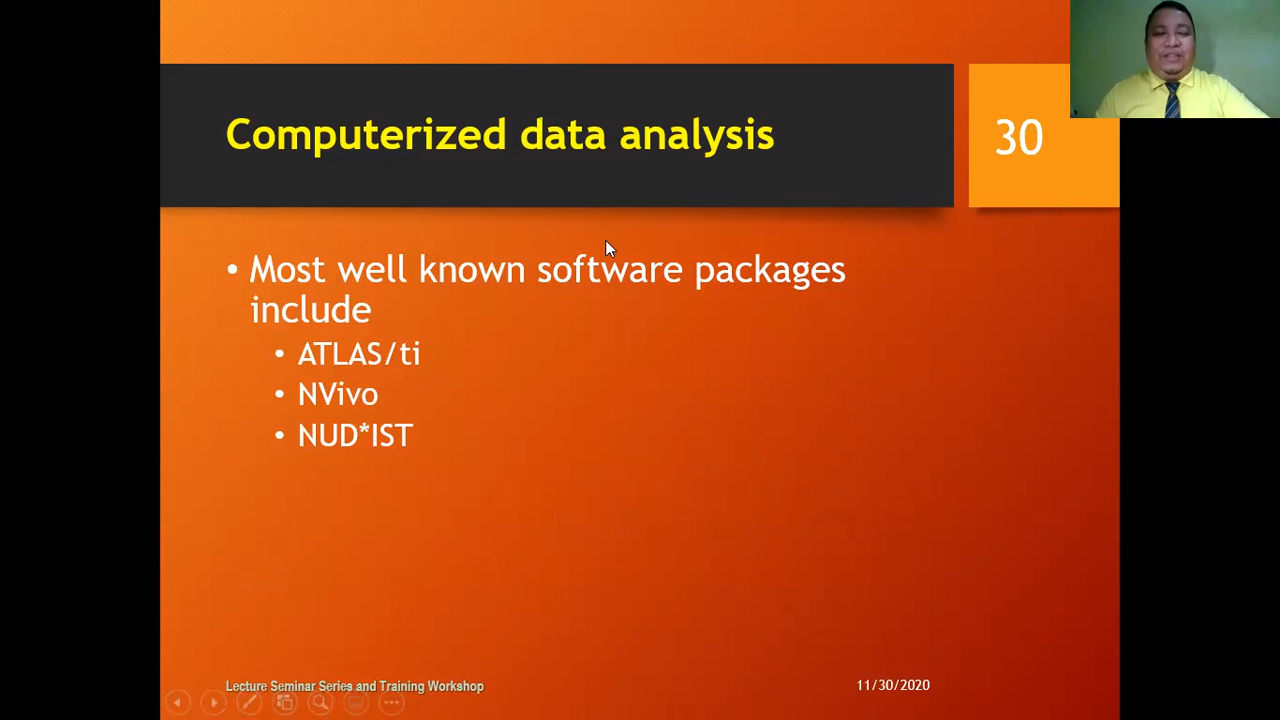 Computerized data analysis
30
• Most well known software packages
include
• ATLAS/ti
• NVivo
• NUD*IST
Lecture Seminar Series and Training Workshop
11/30/2020